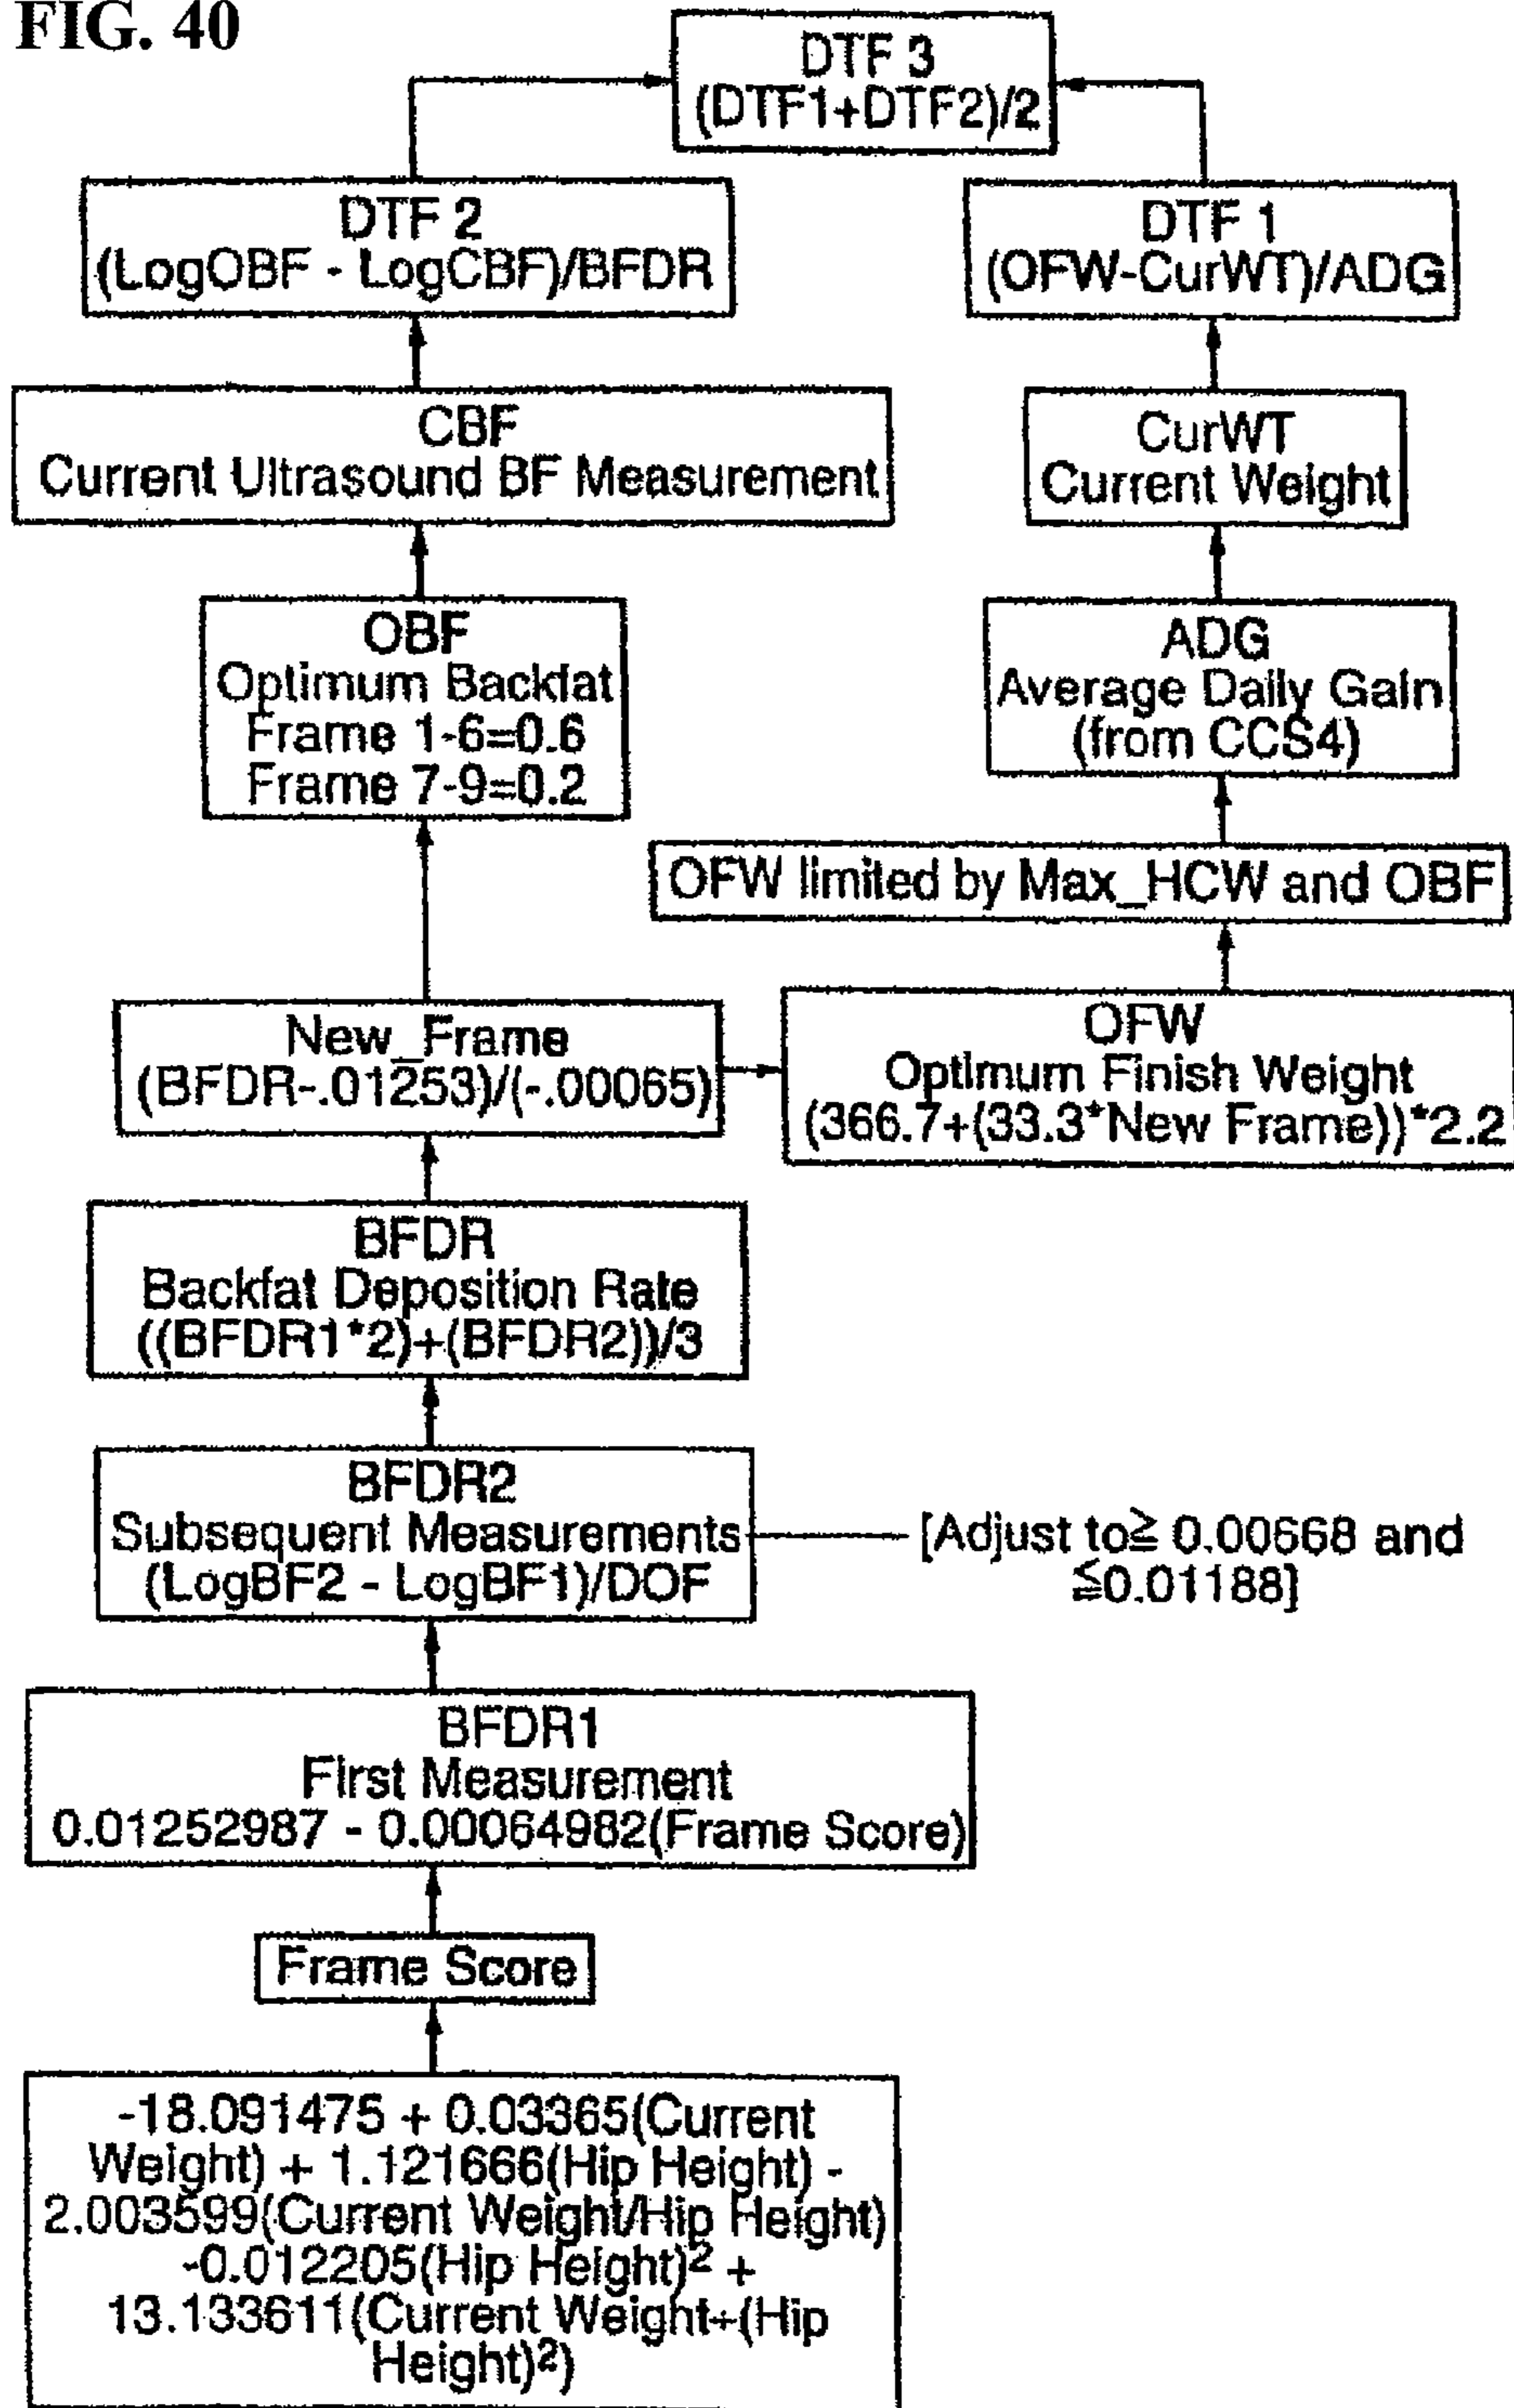 FIG. 40
DTF 3
(DTF1+DTF2)/2
DTF 2
(LogOBF - LogCBF)/BFDR
DTF 1
(OFW-CurWT)/ADG
CBF
Current Ultrasound BF Measurement
CurWT
Current Weight
OBF
Optimum Backfat
Frame 1-6=0.6
Frame 7-9=0.2
ADG
Average Daily Gain
(from CCS4)
OFW limited by Max_HCW and OBF
New_Frame
(BFDR-.01253)/(-.00065)
OFW
Optimum Finish Weight
(366.7+(33.3*New Frame))*2.2
BFDR
Backfat Deposition Rate
((BFDR1*2)+(BFDR2))/3
BFDR2
Subsequent Measurements
(LogBF2 - LogBF1)/DOF
[Adjust to≧ 0.00668 and
≦0.01188]
BFDR1
First Measurement
0.01252987 - 0.00064982(Frame Score)
Frame Score
-18.091475 + 0.03365(Current
Weight) + 1.121666(Hip Height) -
2.003599(Current Weight/Hip Height)
-0.012205(Hip Height)² +
13.133611(Current Weight÷(Hip
Height)²)